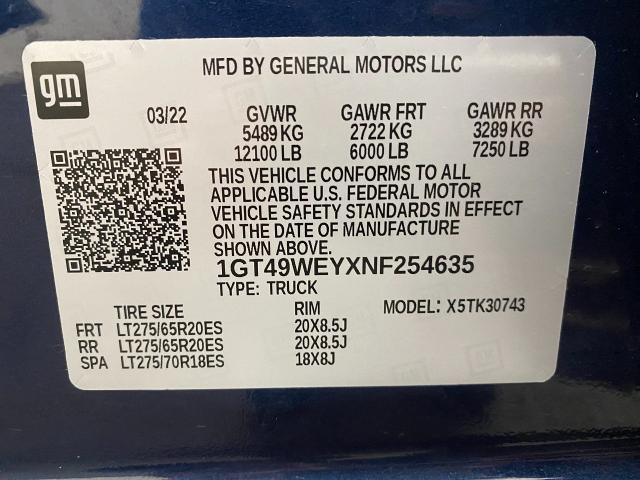 gm
MFD BY GENERAL MOTORS LLC
03/22 GVWR GAWR FRT GAWR RR
5489 KG 2722 KG 3289 KG
12100 LB 6000 LB 7250 LB
THIS VEHICLE CONFORMS TO ALL
APPLICABLE U.S. FEDERAL MOTOR
VEHICLE SAFETY STANDARDS IN EFFECT
ON THE DATE OF MANUFACTURE
SHOWN ABOVE.
1GT49WEYXNF254635
TYPE: TRUCK
TIRE SIZE RIM MODEL: X5TK30743
FRT LT275/65R20ES 20X8.5J
RR LT275/65R20ES 20X8.5J
SPA LT275/70R18ES 18X8J